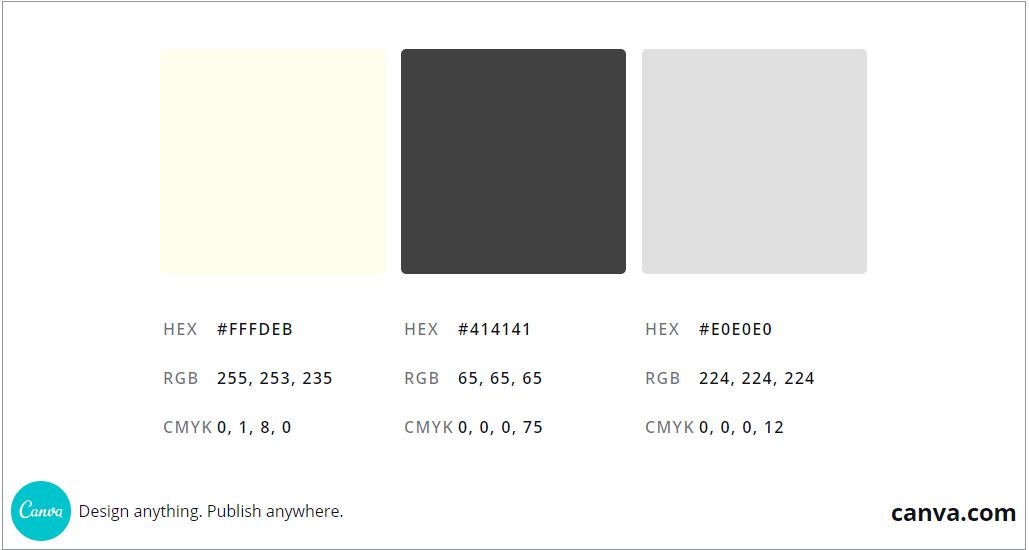 HEX #FFFDEB
RGB 255, 253, 235
CMYK 0, 1, 8, 0
HEX #414141
RGB 65, 65, 65
CMYK 0, 0, 0, 75
HEX #E0E0E0
RGB 224, 224, 224
CMYK 0, 0, 0, 12
Canva
Design anything. Publish anywhere.
canva.com